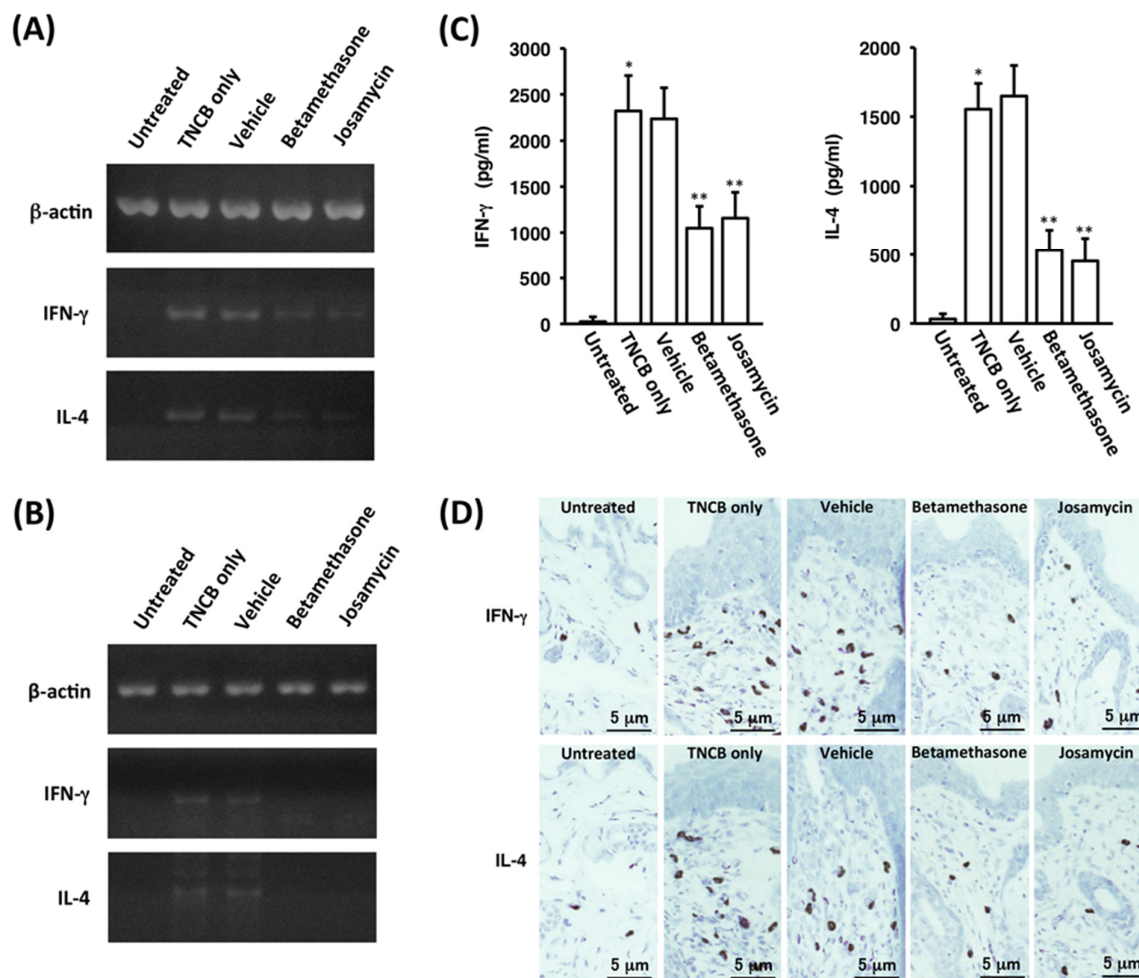 (A)
Untreated
TNCB only
Vehicle
Betamethasone
Josamycin
β-actin
IFN-γ
IL-4
(B)
Untreated
TNCB only
Vehicle
Betamethasone
Josamycin
β-actin
IFN-γ
IL-4
(C)
IFN-γ (pg/ml)
3000
2500
2000
1500
1000
500
0
*
**
**
Untreated
TNCB only
Vehicle
Betamethasone
Josamycin
IL-4 (pg/ml)
2000
1500
1000
500
0
*
**
**
Untreated
TNCB only
Vehicle
Betamethasone
Josamycin
(D)
Untreated TNCB only Vehicle Betamethasone Josamycin
IFN-γ
5 μm 5 μm 5 μm 5 μm 5 μm
Untreated TNCB only Vehicle Betamethasone Josamycin
IL-4
5 μm 5 μm 5 μm 5 μm 5 μm